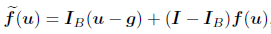 f̃(u) = I_B(u − g) + (I − I_B)f(u).